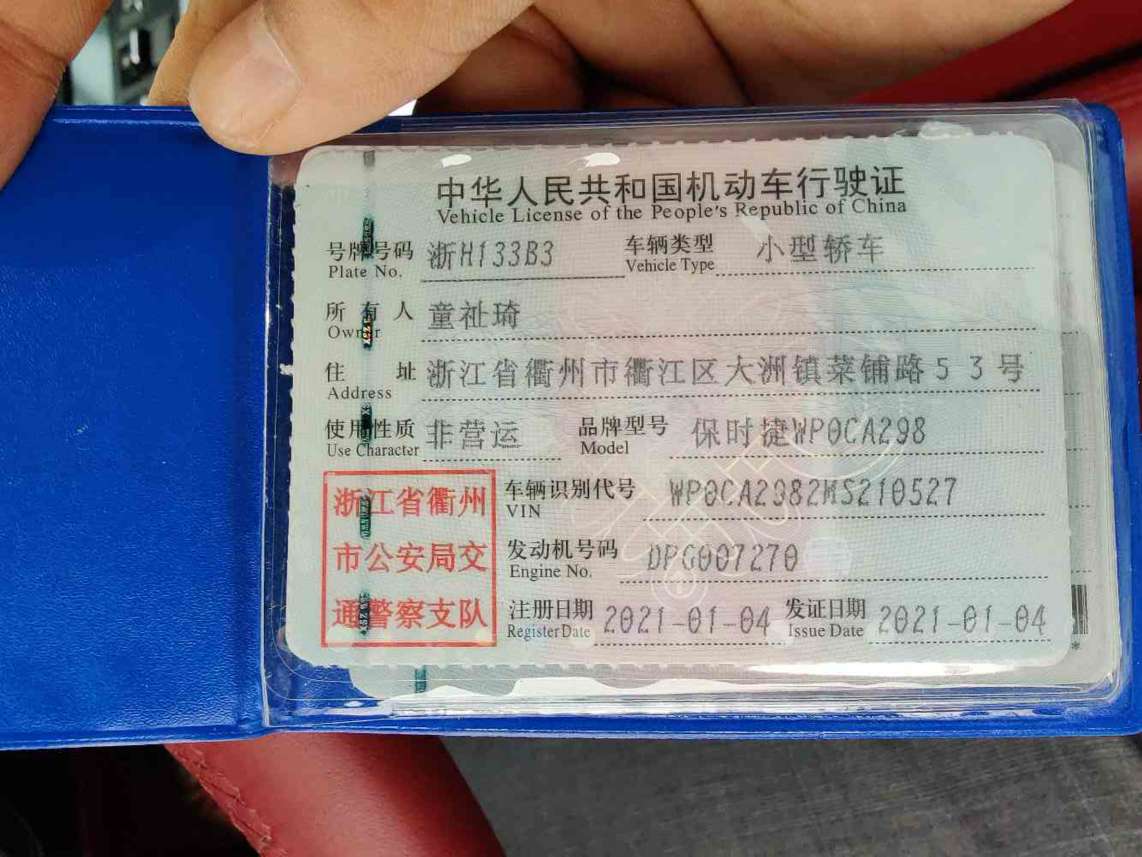 中华人民共和国机动车行驶证
Vehicle License of the People's Republic of China
号牌号码 浙H133B3 车辆类型 小型轿车
Plate No. Vehicle Type
所有人 童祉琦
Owner
住址 浙江省衢州市衢江区大洲镇菜铺路53号
Address
使用性质 非营运 品牌型号 保时捷WP0CA298
Use Character Model
浙江省衢州
市公安局交
通警察支队
车辆识别代号 WP0CA2982MS210527
VIN
发动机号码 DPG007270
Engine No.
注册日期 2021-01-04 发证日期 2021-01-04
Register Date Issue Date